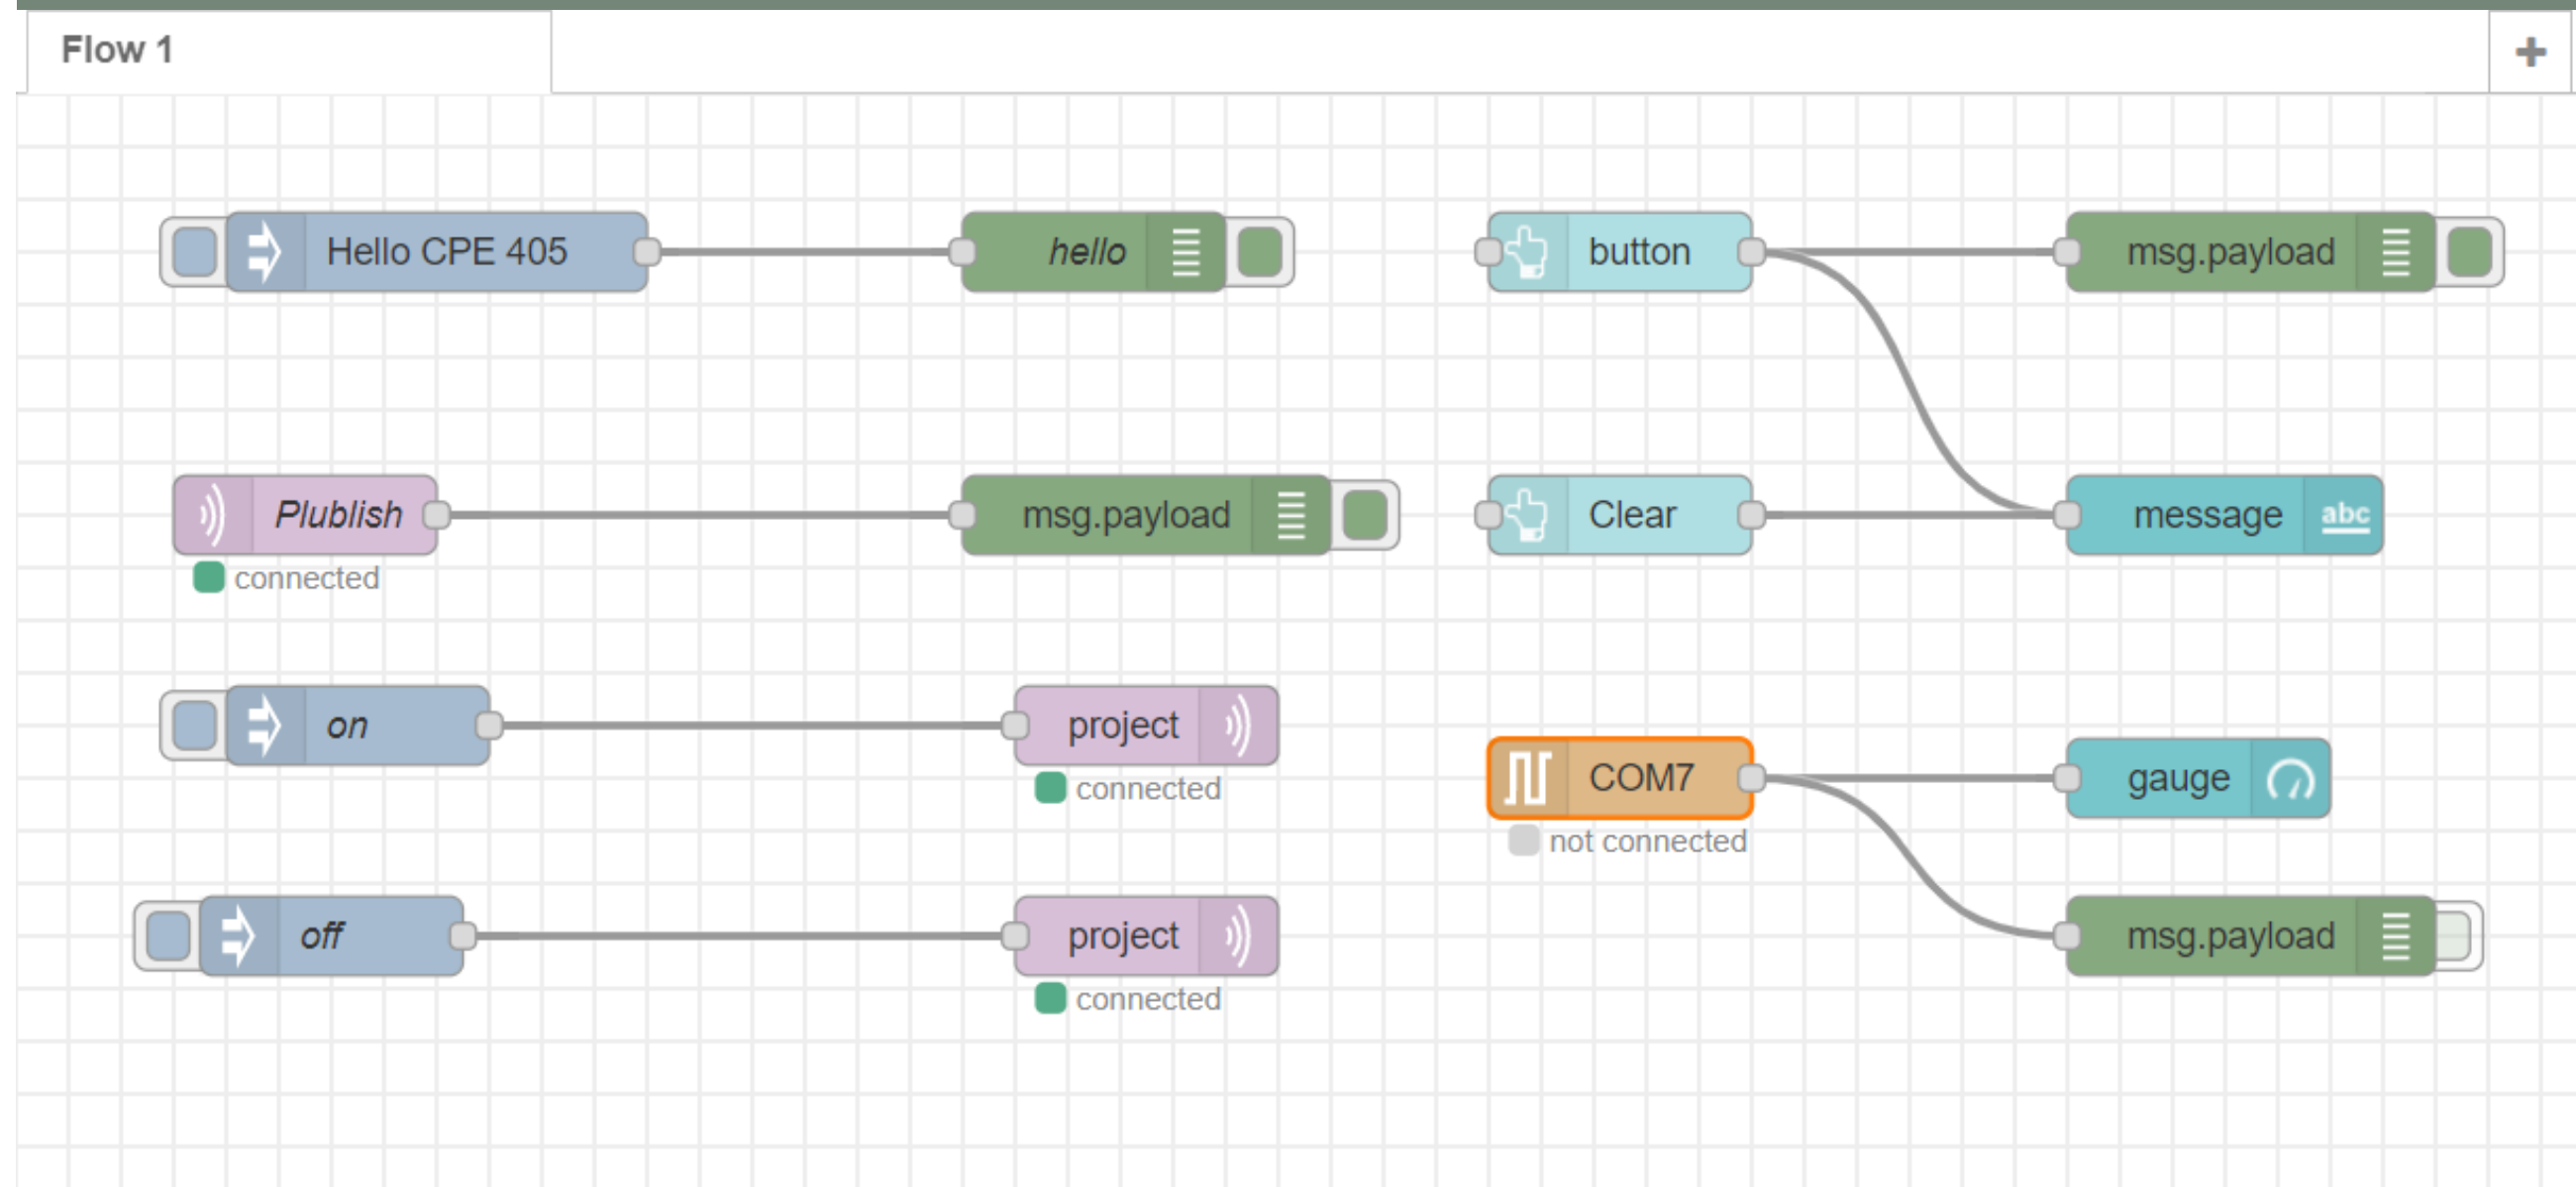 Flow 1
Hello CPE 405
hello
button
msg.payload
Plublish
connected
msg.payload
Clear
message
abc
on
project
connected
COM7
not connected
gauge
off
project
connected
msg.payload